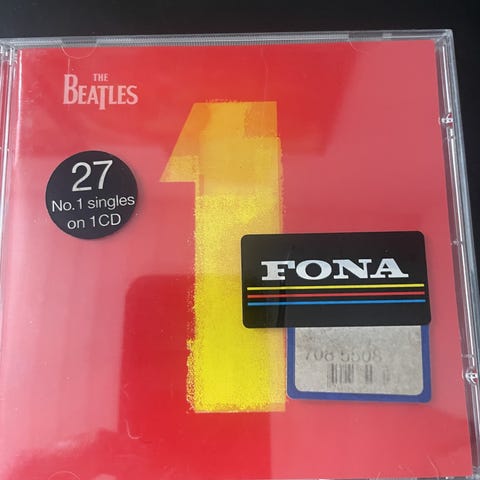 THE
BEATLES
1
27
No.1 singles
on 1CD
FONA
708 5508